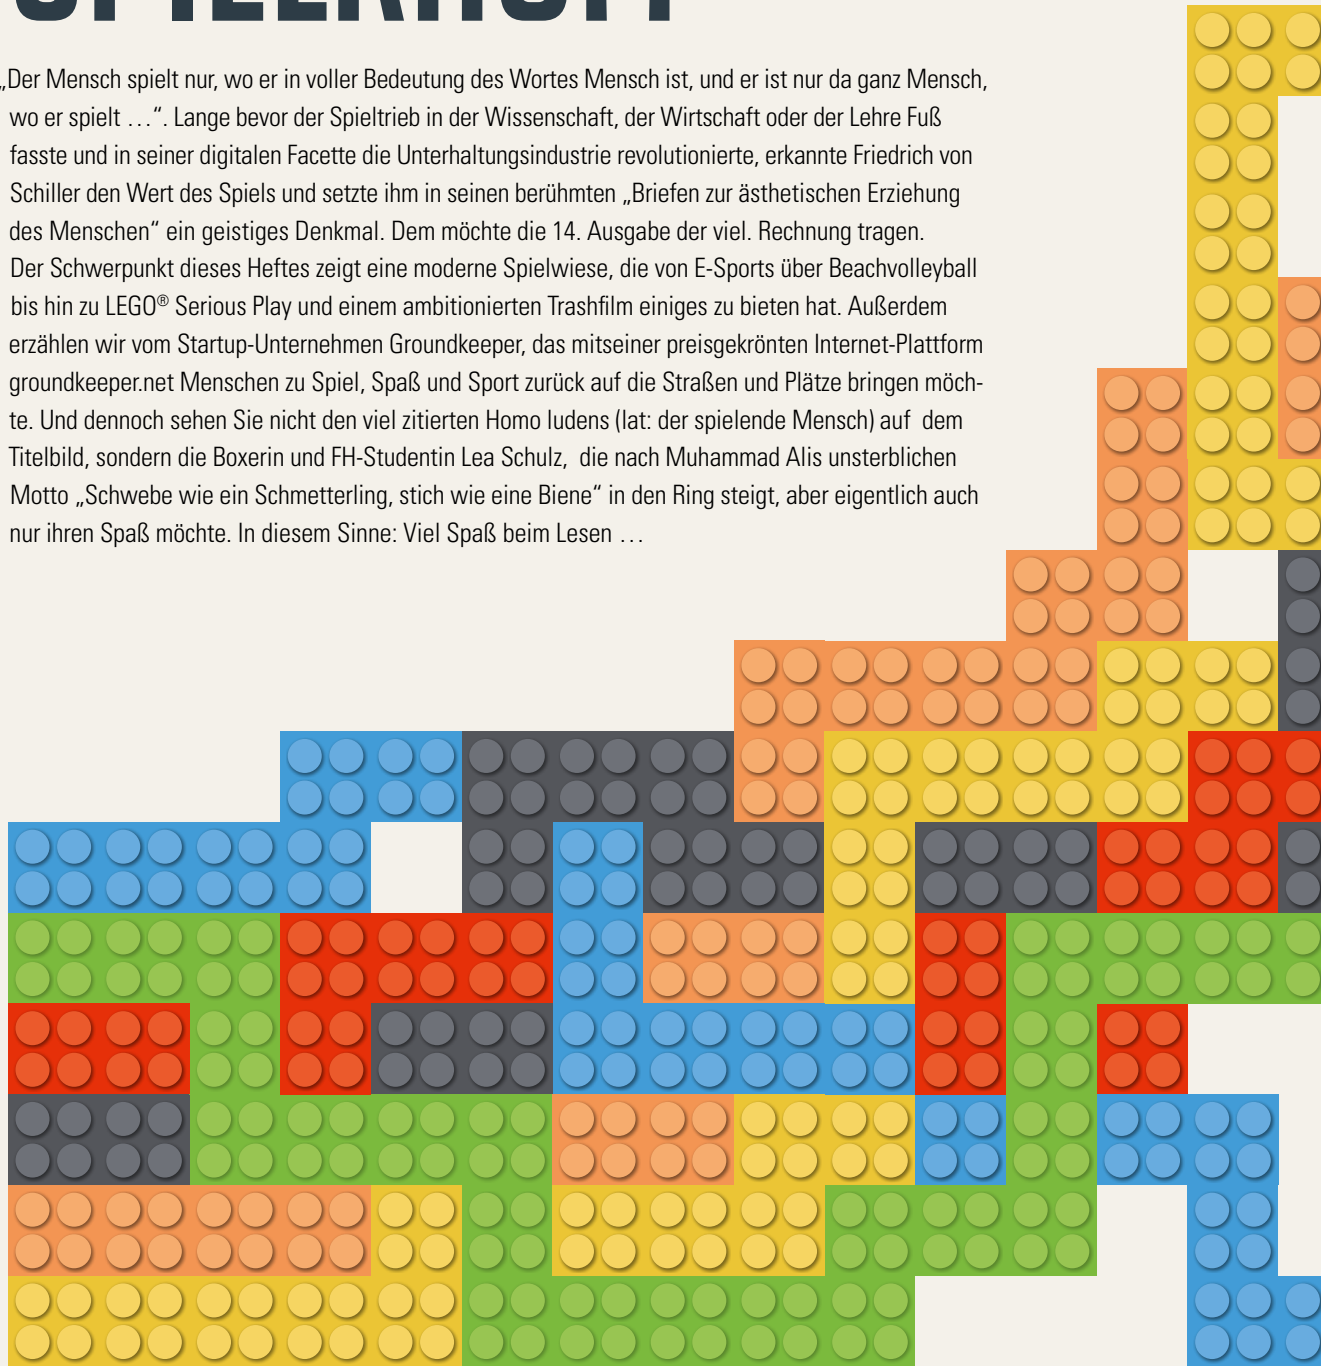 „Der Mensch spielt nur, wo er in voller Bedeutung des Wortes Mensch ist, und er ist nur da ganz Mensch,
wo er spielt …“. Lange bevor der Spieltrieb in der Wissenschaft, der Wirtschaft oder der Lehre Fuß
fasste und in seiner digitalen Facette die Unterhaltungsindustrie revolutionierte, erkannte Friedrich von
Schiller den Wert des Spiels und setzte ihm in seinen berühmten „Briefen zur ästhetischen Erziehung
des Menschen“ ein geistiges Denkmal. Dem möchte die 14. Ausgabe der viel. Rechnung tragen.
Der Schwerpunkt dieses Heftes zeigt eine moderne Spielwiese, die von E-Sports über Beachvolleyball
bis hin zu LEGO® Serious Play und einem ambitionierten Trashfilm einiges zu bieten hat. Außerdem
erzählen wir vom Startup-Unternehmen Groundkeeper, das mitseiner preisgekrönten Internet-Plattform
groundkeeper.net Menschen zu Spiel, Spaß und Sport zurück auf die Straßen und Plätze bringen möch-
te. Und dennoch sehen Sie nicht den viel zitierten Homo ludens (lat: der spielende Mensch) auf dem
Titelbild, sondern die Boxerin und FH-Studentin Lea Schulz, die nach Muhammad Alis unsterblichen
Motto „Schwebe wie ein Schmetterling, stich wie eine Biene“ in den Ring steigt, aber eigentlich auch
nur ihren Spaß möchte. In diesem Sinne: Viel Spaß beim Lesen …